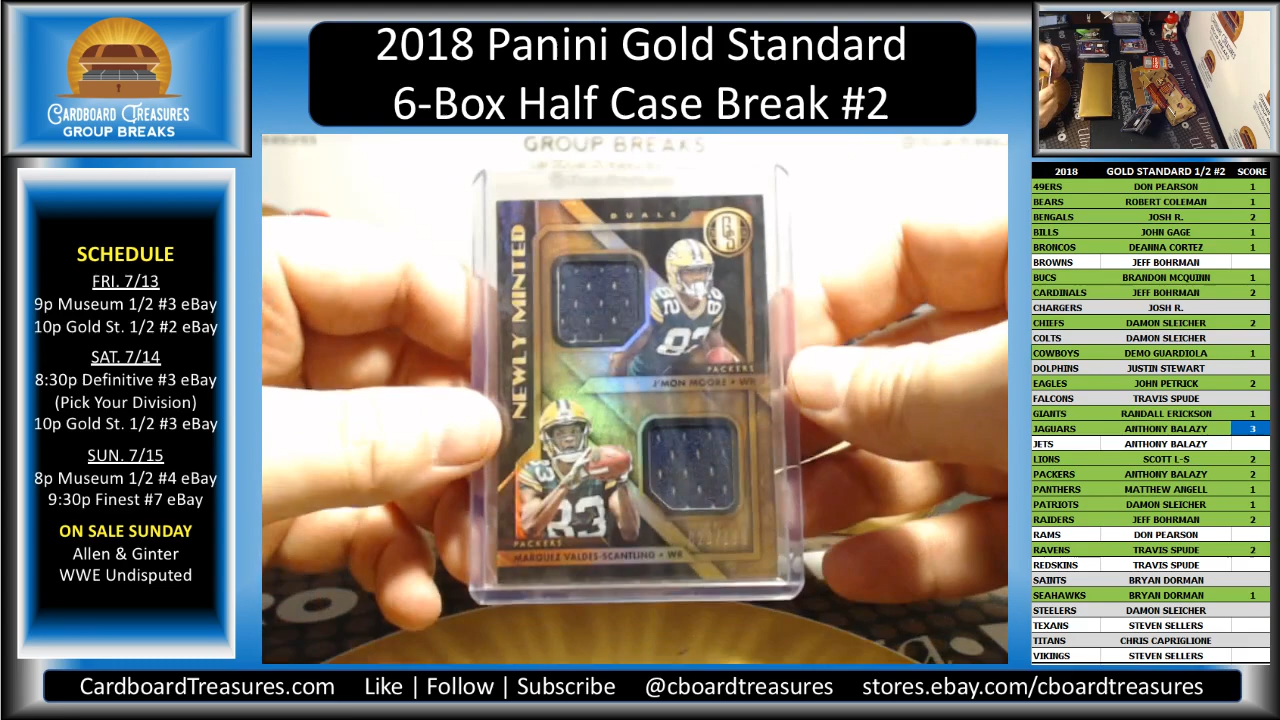 2018 Panini Gold Standard
6-Box Half Case Break #2
CARDBOARD TREASURES
GROUP BREAKS
SCHEDULE
FRI. 7/13
9p Museum 1/2 #3 eBay
10p Gold St. 1/2 #2 eBay
SAT. 7/14
8:30p Definitive #3 eBay
(Pick Your Division)
10p Gold St. 1/2 #3 eBay
SUN. 7/15
8p Museum 1/2 #4 eBay
9:30p Finest #7 eBay
ON SALE SUNDAY
Allen & Ginter
WWE Undisputed
GROUP BREAKS
DUALS
GS
NEWLY MINTED
82
PACKERS
J'MON MOORE • WR
83
PACKERS
MARQUEZ VALDES-SCANTLING • WR
2018 GOLD STANDARD 1/2 #2 SCORE
49ERS DON PEARSON 1
BEARS ROBERT COLEMAN 1
BENGALS JOSH R. 2
BILLS JOHN GAGE 1
BRONCOS DEANNA CORTEZ 1
BROWNS JEFF BOHRMAN
BUCS BRANDON MCQUINN 1
CARDINALS JEFF BOHRMAN 2
CHARGERS JOSH R.
CHIEFS DAMON SLEICHER 2
COLTS DAMON SLEICHER
COWBOYS DEMO GUARDIOLA 1
DOLPHINS JUSTIN STEWART
EAGLES JOHN PETRICK 2
FALCONS TRAVIS SPUDE
GIANTS RANDALL ERICKSON 1
JAGUARS ANTHONY BALAZY 3
JETS ANTHONY BALAZY
LIONS SCOTT L-S 2
PACKERS ANTHONY BALAZY 2
PANTHERS MATTHEW ANGELL 1
PATRIOTS DAMON SLEICHER 1
RAIDERS JEFF BOHRMAN 2
RAMS DON PEARSON
RAVENS TRAVIS SPUDE 2
REDSKINS TRAVIS SPUDE
SAINTS BRYAN DORMAN
SEAHAWKS BRYAN DORMAN 1
STEELERS DAMON SLEICHER
TEXANS STEVEN SELLERS
TITANS CHRIS CAPRIGLIONE
VIKINGS STEVEN SELLERS
CardboardTreasures.com Like | Follow | Subscribe @cboardtreasures stores.ebay.com/cboardtreasures